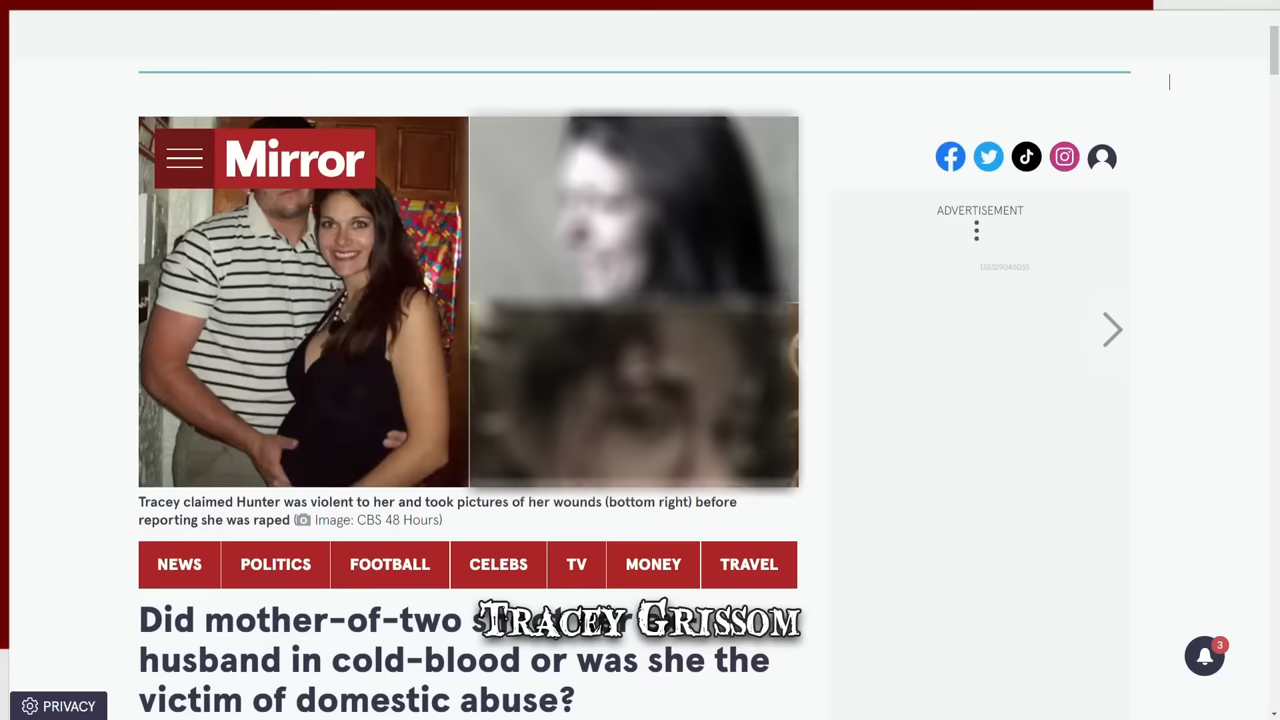 Mirror
ADVERTISEMENT
138329043035
Tracey claimed Hunter was violent to her and took pictures of her wounds (bottom right) before
reporting she was raped (Image: CBS 48 Hours)
NEWS POLITICS FOOTBALL CELEBS TV MONEY TRAVEL
Did mother-of-two
TRACEY GRISSOM
husband in cold-blood or was she the
victim of domestic abuse?
3
PRIVACY